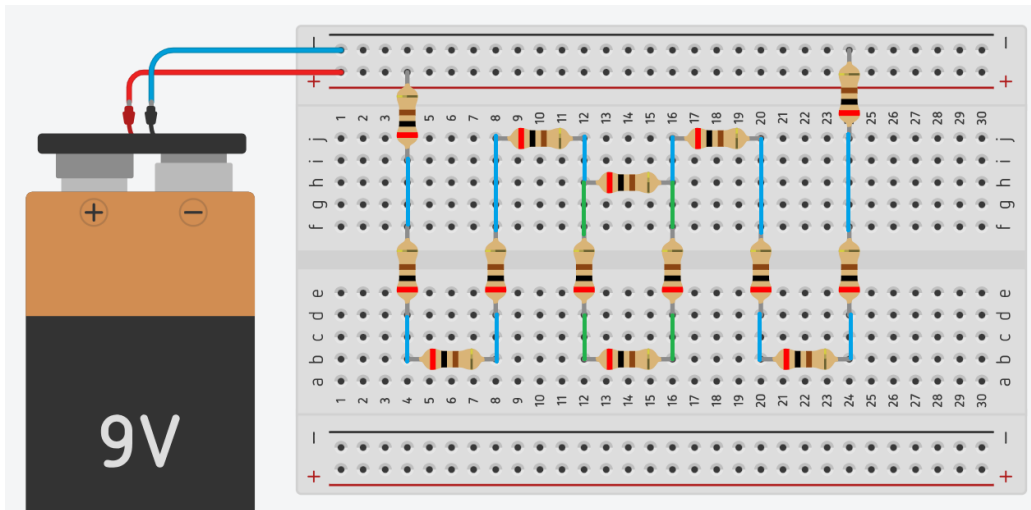 − −
+ +
1 2 3 4 5 6 7 8 9 10 11 12 13 14 15 16 17 18 19 20 21 22 23 24 25 26 27 28 29 30
j j
i i
h h
g g
f f
e e
d d
c c
b b
a a
1 2 3 4 5 6 7 8 9 10 11 12 13 14 15 16 17 18 19 20 21 22 23 24 25 26 27 28 29 30
− −
+ +
+ −
9V